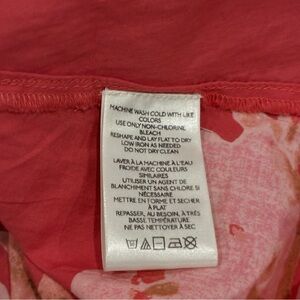 MACHINE WASH COLD WITH LIKE
COLORS
USE ONLY NON-CHLORINE
BLEACH
RESHAPE AND LAY FLAT TO DRY
LOW IRON AS NEEDED
DO NOT DRY CLEAN
LAVER À LA MACHINE À L'EAU
FROIDE AVEC COULEURS
SIMILAIRES
UTILISER UN AGENT DE
BLANCHIMENT SANS CHLORE SI
NÉCESSAIRE
METTRE EN FORME ET SÉCHER
À PLAT
REPASSER, AU BESOIN, À TRÈS
BASSE TEMPÉRATURE
NE PAS NETTOYER À SEC